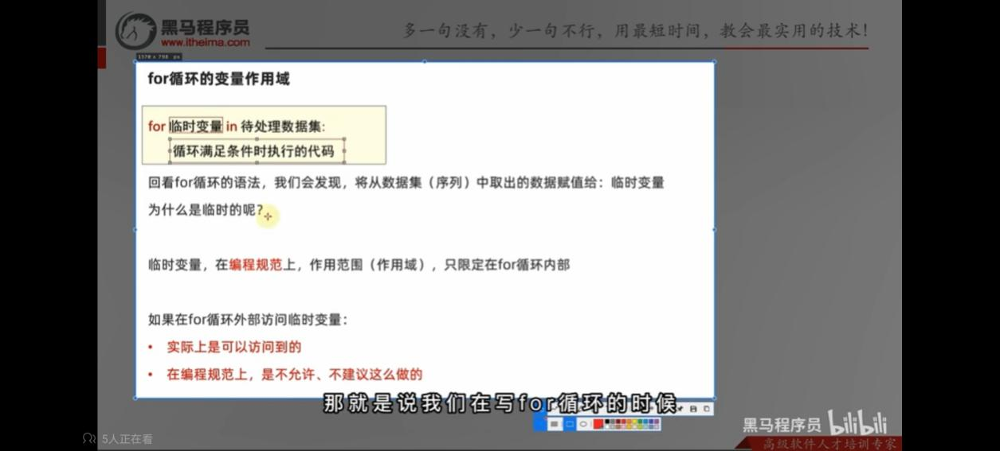 黑马程序员
www.itheima.com
多一句没有，少一句不行，用最短时间，教会最实用的技术！
1570 x 798 px
for循环的变量作用域
for 临时变量 in 待处理数据集:
循环满足条件时执行的代码
回看for循环的语法，我们会发现，将从数据集（序列）中取出的数据赋值给：临时变量
为什么是临时的呢？
临时变量，在编程规范上，作用范围（作用域），只限定在for循环内部
如果在for循环外部访问临时变量：
• 实际上是可以访问到的
• 在编程规范上，是不允许、不建议这么做的
那就是说我们在写for循环的时候
黑马程序员 bilibili
5人正在看
高级软件人才培训专家